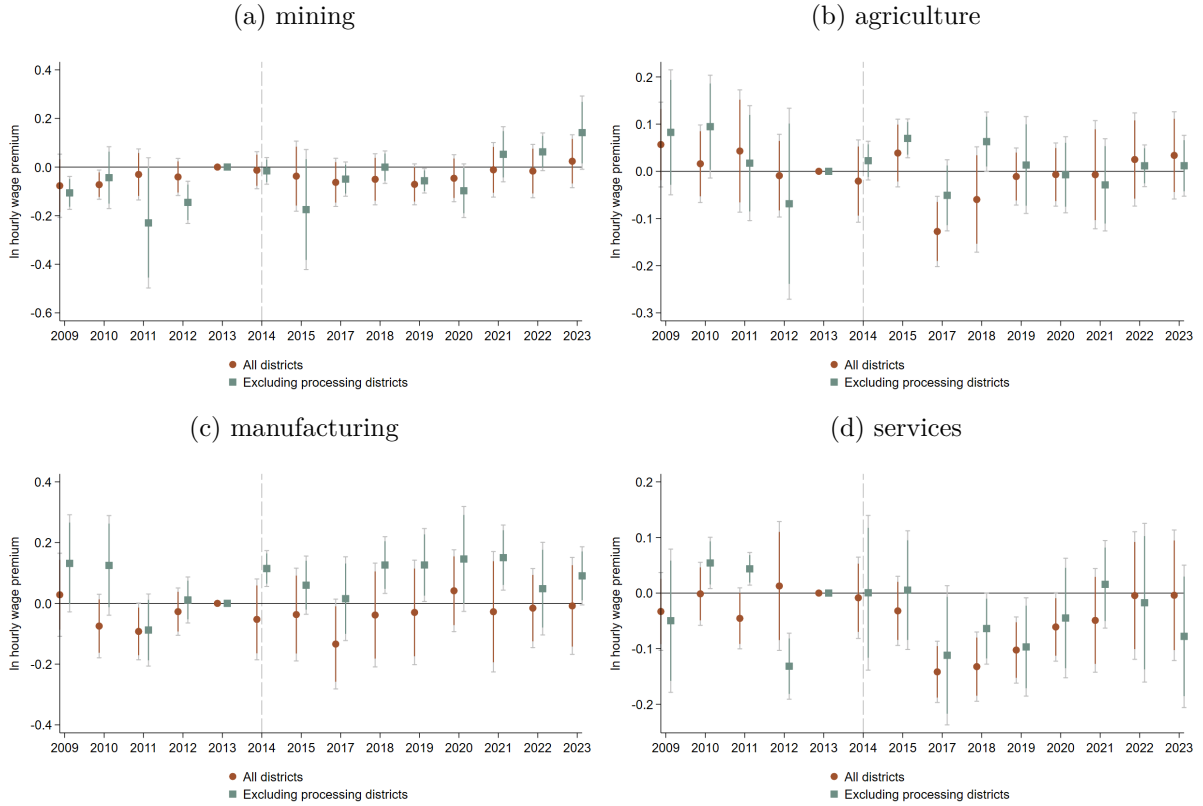 (a) mining
ln hourly wage premium
0.4
0.2
0.0
-0.2
-0.4
-0.6
2009 2010 2011 2012 2013 2014 2015 2017 2018 2019 2020 2021 2022 2023
All districts
Excluding processing districts
(b) agriculture
ln hourly wage premium
0.2
0.1
0.0
-0.1
-0.2
-0.3
2009 2010 2011 2012 2013 2014 2015 2017 2018 2019 2020 2021 2022 2023
All districts
Excluding processing districts
(c) manufacturing
ln hourly wage premium
0.4
0.2
0.0
-0.2
-0.4
2009 2010 2011 2012 2013 2014 2015 2017 2018 2019 2020 2021 2022 2023
All districts
Excluding processing districts
(d) services
ln hourly wage premium
0.2
0.1
0.0
-0.1
-0.2
2009 2010 2011 2012 2013 2014 2015 2017 2018 2019 2020 2021 2022 2023
All districts
Excluding processing districts